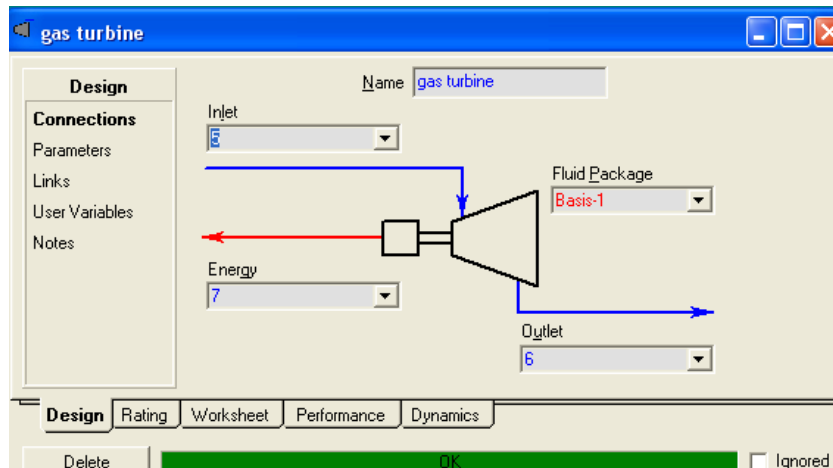 gas turbine
Design
Connections
Parameters
Links
User Variables
Notes
Name gas turbine
Inlet
5
Fluid Package
Basis-1
Energy
7
Outlet
6
Design Rating Worksheet Performance Dynamics
Delete OK Ignored